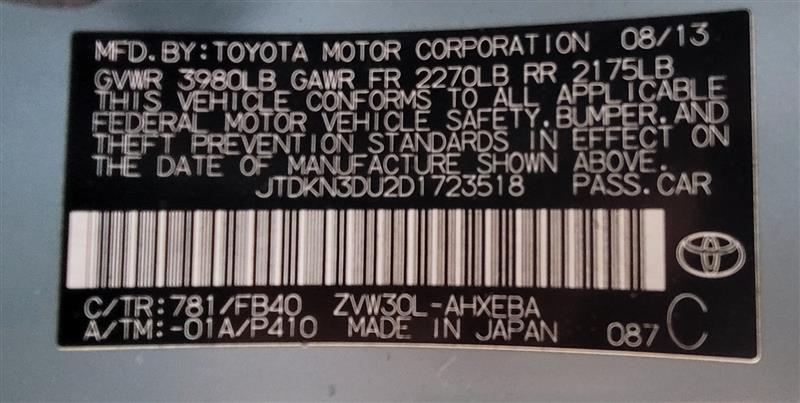 MFD.BY:TOYOTA MOTOR CORPORATION 08/13
GVWR 3980LB GAWR FR 2270LB RR 2175LB
THIS VEHICLE CONFORMS TO ALL APPLICABLE
FEDERAL MOTOR VEHICLE SAFETY.BUMPER.AND
THEFT PREVENTION STANDARDS IN EFFECT ON
THE DATE OF MANUFACTURE SHOWN ABOVE.
JTDKN3DU2D1723518 PASS.CAR
C/TR:781/FB40 ZVW30L-AHXEBA
A/TM:-01A/P410 MADE IN JAPAN 087 C